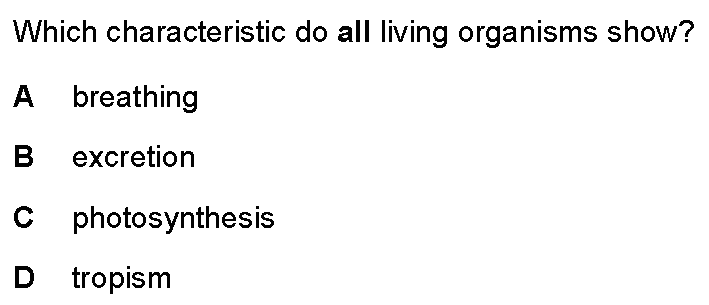 Which characteristic do all living organisms show?
A breathing
B excretion
C photosynthesis
D tropism